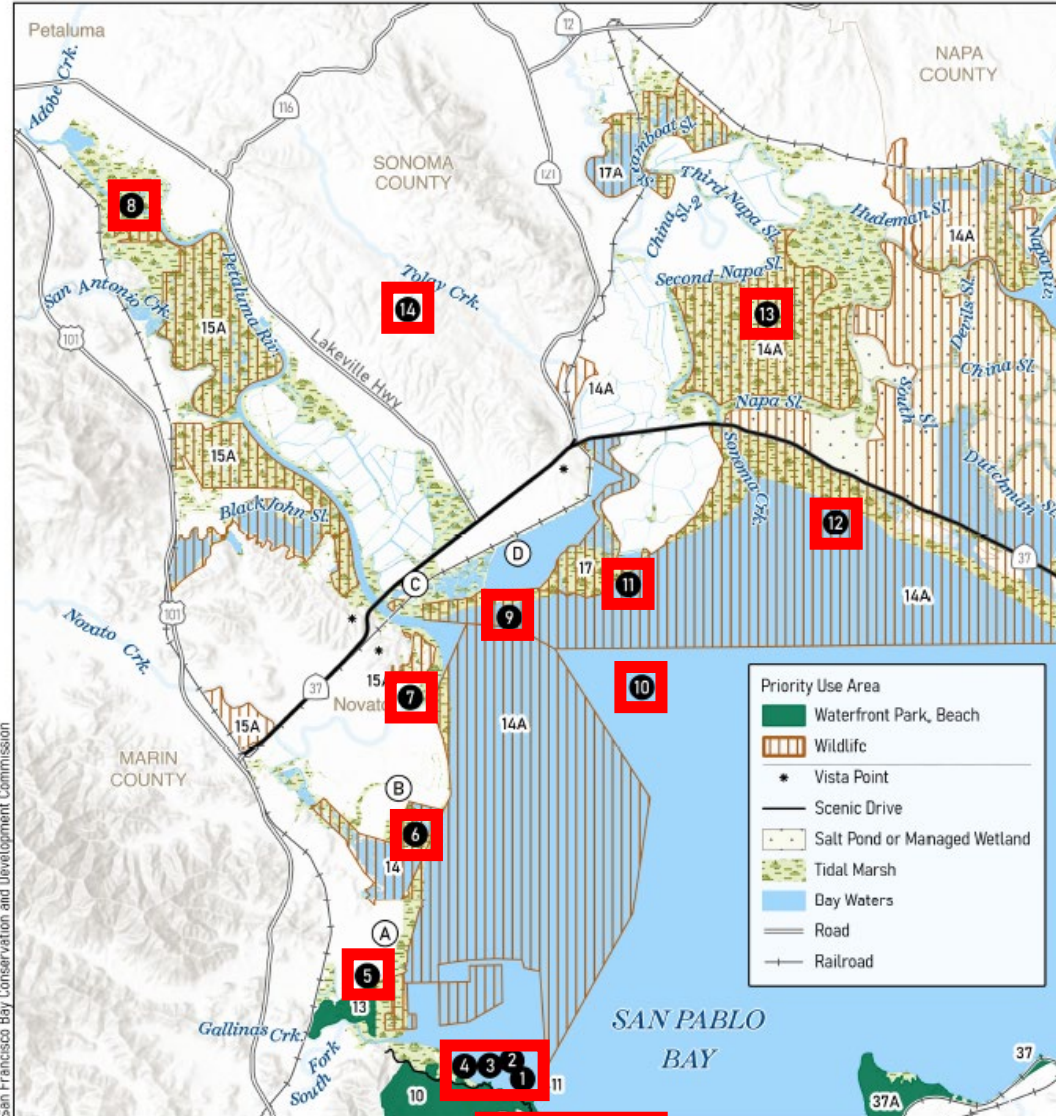 Petaluma
Adobe Crk.
12
NAPA
COUNTY
116
SONOMA
COUNTY
121
17A
Steamboat Sl.
China Sl. 2
Third Napa Sl.
Hudeman Sl.
8
14A
Napa Riv.
Tolay Crk.
Second Napa Sl.
San Antonio Crk.
Petaluma Riv.
14
13
15A
101
Lakeville Hwy
14A
Devils Sl.
China Sl.
14A
South Sl.
Napa Sl.
15A
Sonoma Crk.
Dutchman Sl.
Black John Sl.
12
D
37
C
17
11
14A
101
9
Novato Crk.
15A
10
37
7
Novato
14A
15A
MARIN
COUNTY
B
6
14
A
5
13
Gallinas Crk.
South Fork
SAN PABLO
BAY
4
3
2
1
11
10
37
37A
Priority Use Area
Waterfront Park, Beach
Wildlife
Vista Point
Scenic Drive
Salt Pond or Managed Wetland
Tidal Marsh
Bay Waters
Road
Railroad
San Francisco Bay Conservation and Development Commission